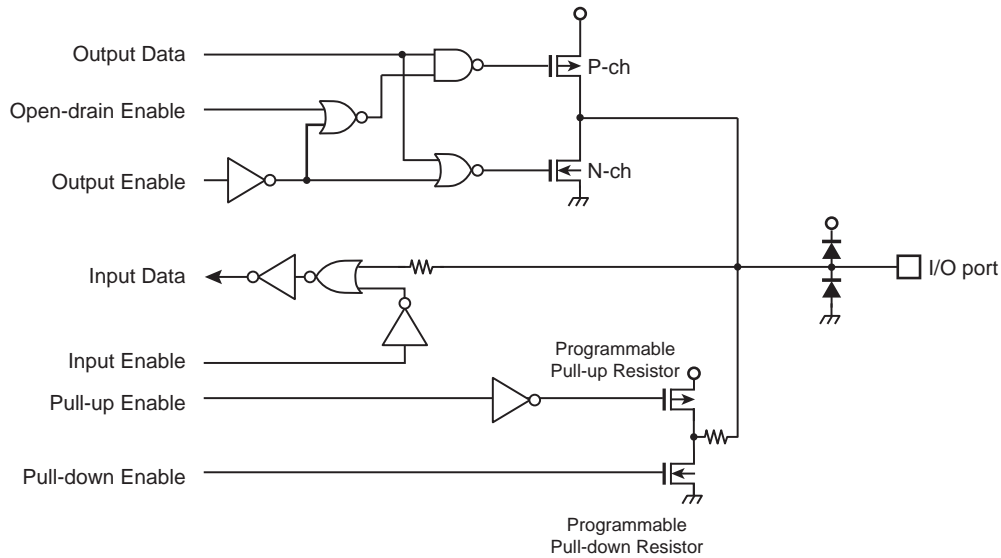 Output Data
P-ch
Open-drain Enable
Output Enable
N-ch
Input Data
I/O port
Input Enable
Programmable
Pull-up Resistor
Pull-up Enable
Pull-down Enable
Programmable
Pull-down Resistor